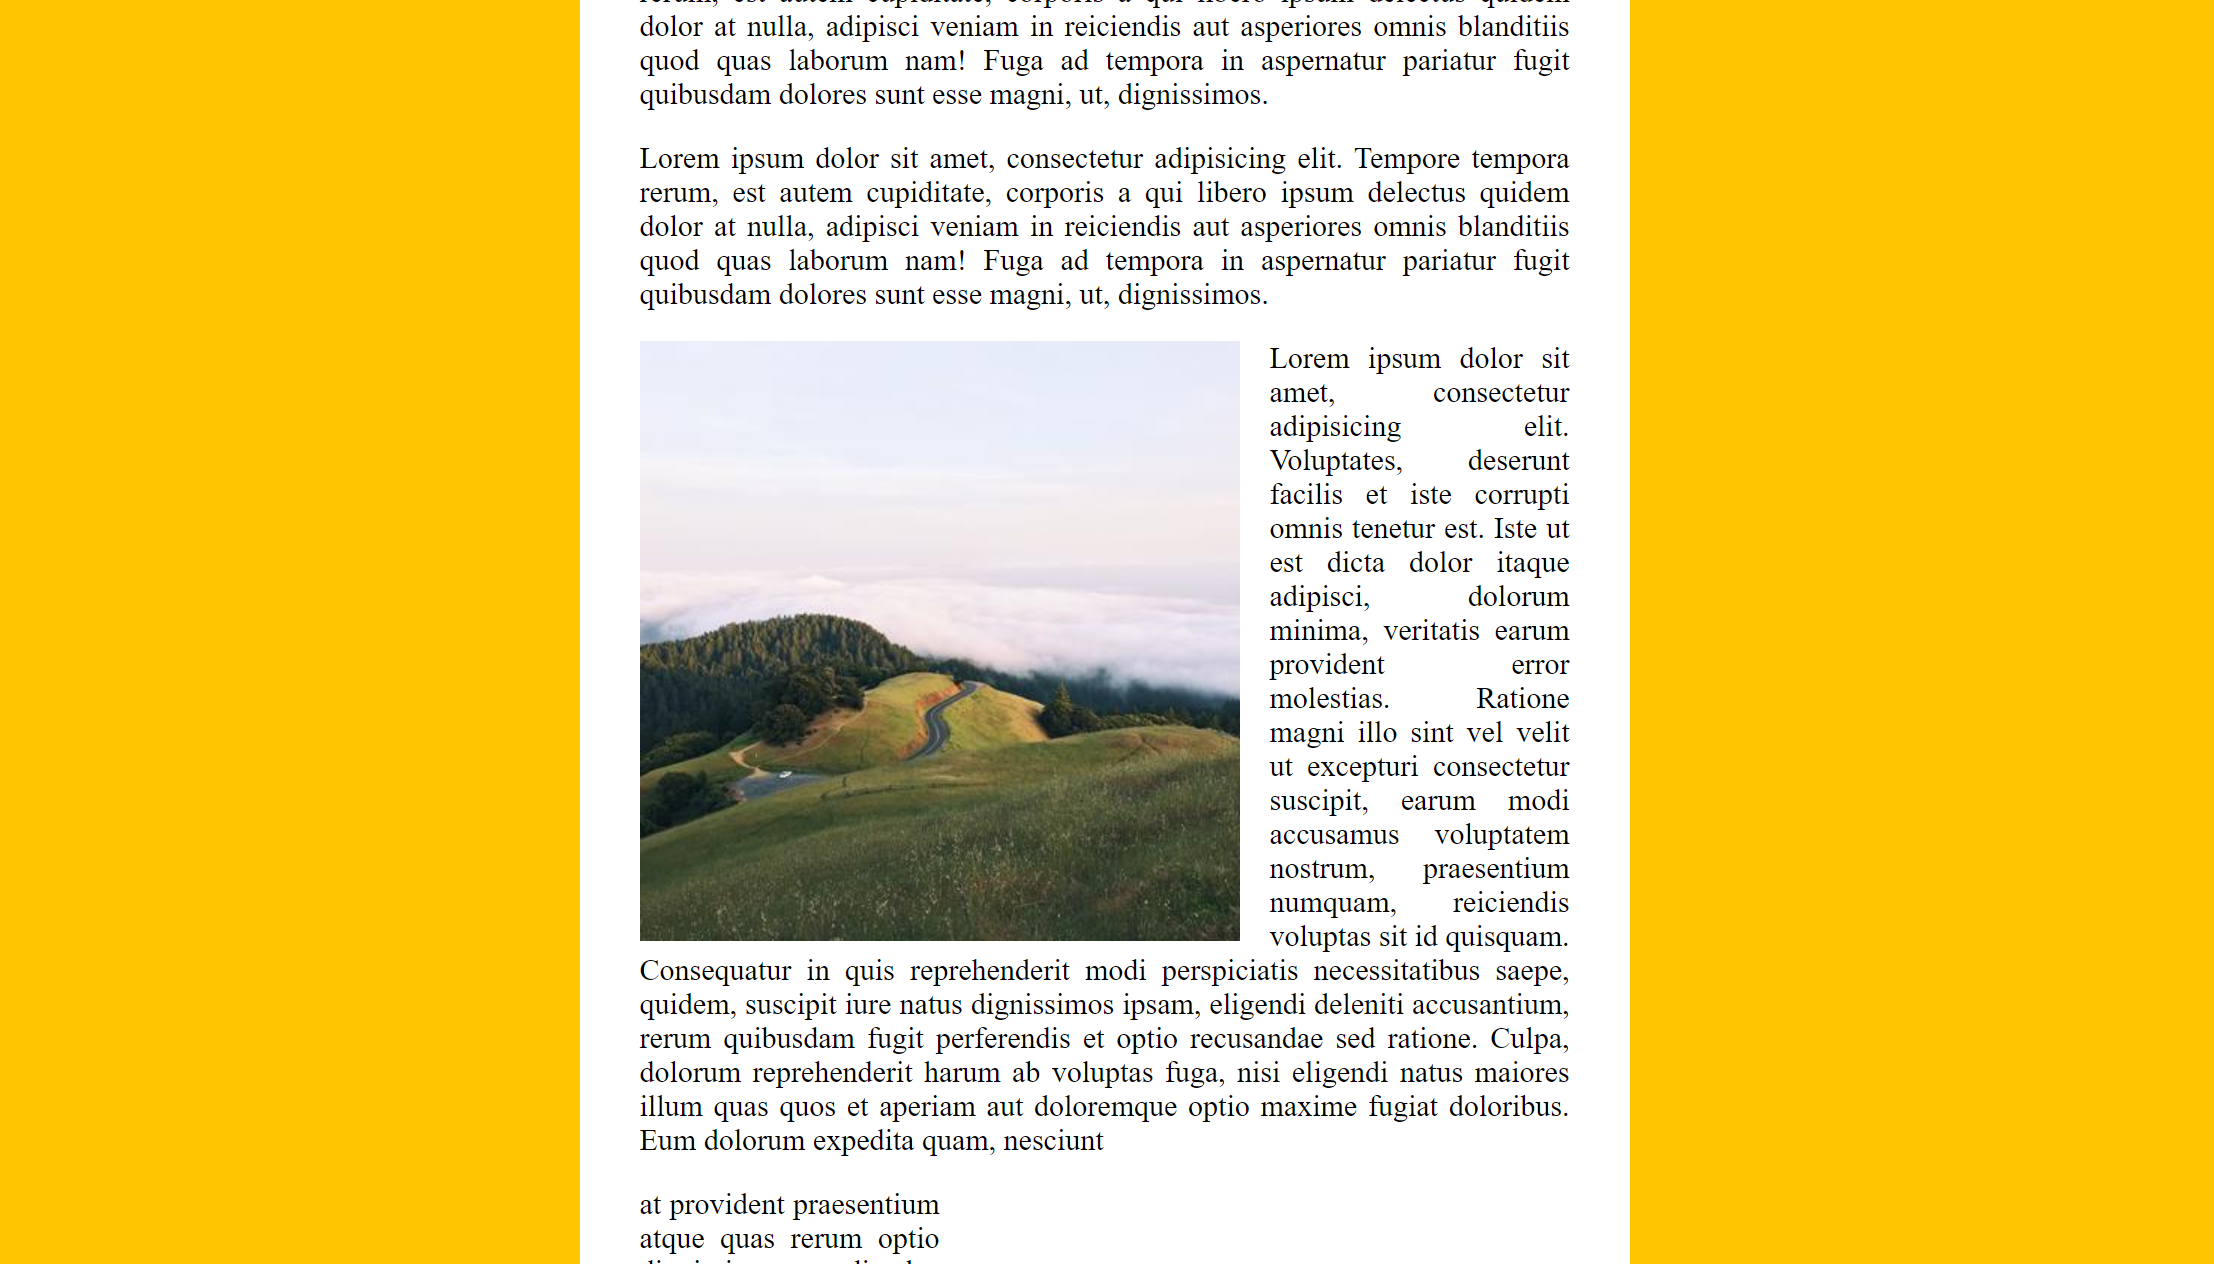 rerum, est autem cupiditate, corporis a qui libero ipsum delectus quidem
dolor at nulla, adipisci veniam in reiciendis aut asperiores omnis blanditiis
quod quas laborum nam! Fuga ad tempora in aspernatur pariatur fugit
quibusdam dolores sunt esse magni, ut, dignissimos.
Lorem ipsum dolor sit amet, consectetur adipisicing elit. Tempore tempora
rerum, est autem cupiditate, corporis a qui libero ipsum delectus quidem
dolor at nulla, adipisci veniam in reiciendis aut asperiores omnis blanditiis
quod quas laborum nam! Fuga ad tempora in aspernatur pariatur fugit
quibusdam dolores sunt esse magni, ut, dignissimos.
Lorem ipsum dolor sit
amet, consectetur
adipisicing elit.
Voluptates, deserunt
facilis et iste corrupti
omnis tenetur est. Iste ut
est dicta dolor itaque
adipisci, dolorum
minima, veritatis earum
provident error
molestias. Ratione
magni illo sint vel velit
ut excepturi consectetur
suscipit, earum modi
accusamus voluptatem
nostrum, praesentium
numquam, reiciendis
voluptas sit id quisquam.
Consequatur in quis reprehenderit modi perspiciatis necessitatibus saepe,
quidem, suscipit iure natus dignissimos ipsam, eligendi deleniti accusantium,
rerum quibusdam fugit perferendis et optio recusandae sed ratione. Culpa,
dolorum reprehenderit harum ab voluptas fuga, nisi eligendi natus maiores
illum quas quos et aperiam aut doloremque optio maxime fugiat doloribus.
Eum dolorum expedita quam, nesciunt
at provident praesentium
atque quas rerum optio